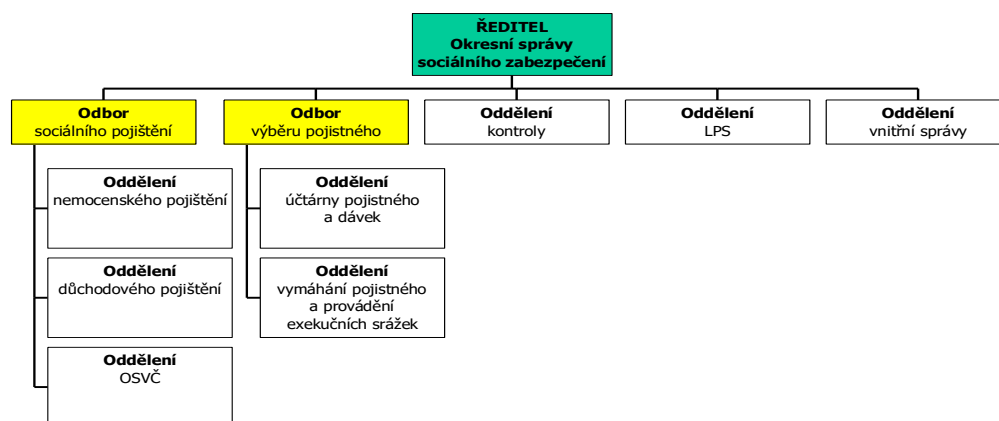 ŘEDITEL
Okresní správy
sociálního zabezpečení
Odbor
sociálního pojištění
Odbor
výběru pojistného
Oddělení
kontroly
Oddělení
LPS
Oddělení
vnitřní správy
Oddělení
nemocenského pojištění
Oddělení
účtárny pojistného
a dávek
Oddělení
důchodového pojištění
Oddělení
vymáhání pojistného
a provádění
exekučních srážek
Oddělení
OSVČ